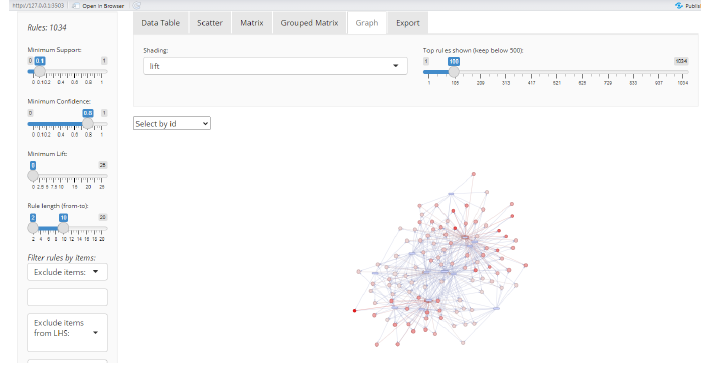 http://127.0.0.1:3503 Open in Browser Publis
Rules: 1034
Data Table Scatter Matrix Grouped Matrix Graph Export
Minimum Support:
0 0.1 1
0 0.10.2 0.4 0.6 0.8 1
Minimum Confidence:
0 0.8 1
0 0.10.2 0.4 0.6 0.8 1
Minimum Lift:
0 25
0 2.5 5 7.5 10 15 20 25
Rule length (from-to):
2 10 20
2 4 6 8 10 12 14 16 18 20
Filter rules by items:
Exclude items:
Exclude items
from LHS:
Shading:
lift
Top rules shown (keep below 500):
1 100 1034
1 105 209 313 417 521 625 729 833 937 1034
Select by id